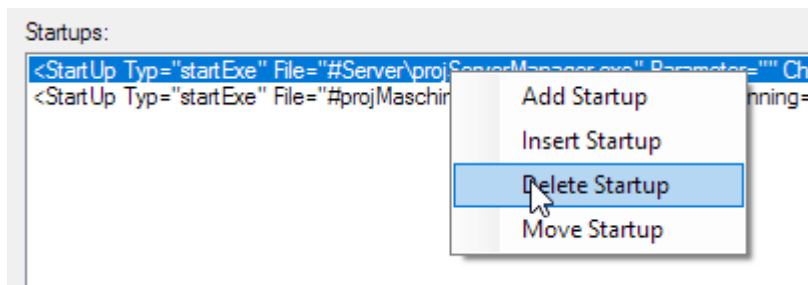 Startups:
<StartUp Typ="startExe" File="#Server\projServerManager.exe" Parameter="" Ch
<StartUp Typ="startExe" File="#projMaschin nning=
Add Startup
Insert Startup
Delete Startup
Move Startup